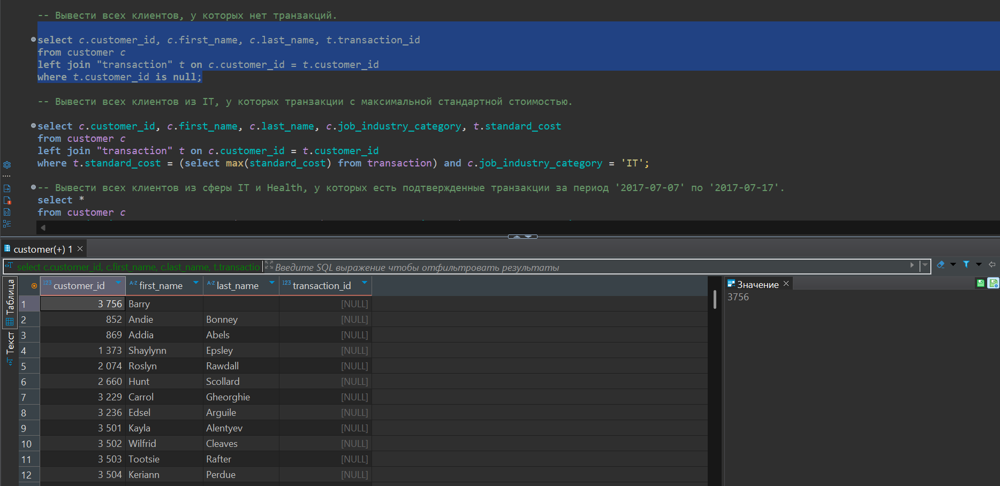 -- Вывести всех клиентов, у которых нет транзакций.
select c.customer_id, c.first_name, c.last_name, t.transaction_id
from customer c
left join "transaction" t on c.customer_id = t.customer_id
where t.customer_id is null;
-- Вывести всех клиентов из IT, у которых транзакции с максимальной стандартной стоимостью.
select c.customer_id, c.first_name, c.last_name, c.job_industry_category, t.standard_cost
from customer c
left join "transaction" t on c.customer_id = t.customer_id
where t.standard_cost = (select max(standard_cost) from transaction) and c.job_industry_category = 'IT';
-- Вывести всех клиентов из сферы IT и Health, у которых есть подтвержденные транзакции за период '2017-07-07' по '2017-07-17'.
select *
from customer c
customer(+) 1
select c.customer_id, c.first_name, c.last_name, t.transactio Введите SQL выражение чтобы отфильтровать результаты
Таблица
Текст
123 customer_id A-Z first_name A-Z last_name 123 transaction_id
1 3 756 Barry [NULL]
2 852 Andie Bonney [NULL]
3 869 Addia Abels [NULL]
4 1 373 Shaylynn Epsley [NULL]
5 2 074 Roslyn Rawdall [NULL]
6 2 660 Hunt Scollard [NULL]
7 3 229 Carrol Gheorghie [NULL]
8 3 236 Edsel Arguile [NULL]
9 3 501 Kayla Alentyev [NULL]
10 3 502 Wilfrid Cleaves [NULL]
11 3 503 Tootsie Rafter [NULL]
12 3 504 Keriann Perdue [NULL]
Значение
3756